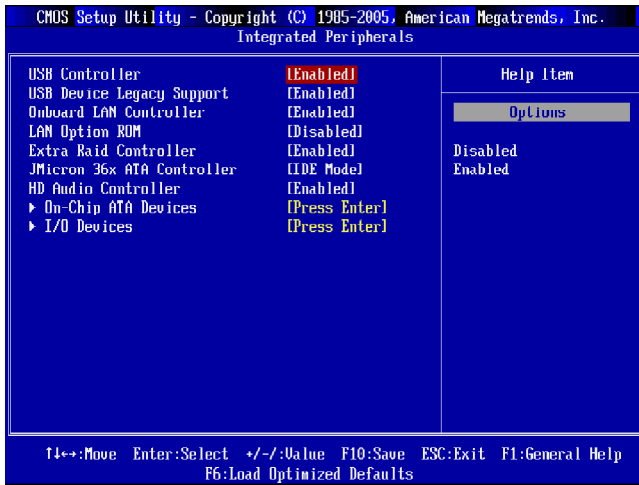 CMOS Setup Utility - Copyright (C) 1985-2005, American Megatrends, Inc.
Integrated Peripherals
USB Controller [Enabled]
USB Device Legacy Support [Enabled]
Onboard LAN Controller [Enabled]
LAN Option ROM [Disabled]
Extra Raid Controller [Enabled]
JMicron 36x ATA Controller [IDE Mode]
HD Audio Controller [Enabled]
▶ On-Chip ATA Devices [Press Enter]
▶ I/O Devices [Press Enter]
Help Item
Options
Disabled
Enabled
↑↓←→:Move Enter:Select +/-/:Value F10:Save ESC:Exit F1:General Help
F6:Load Optimized Defaults